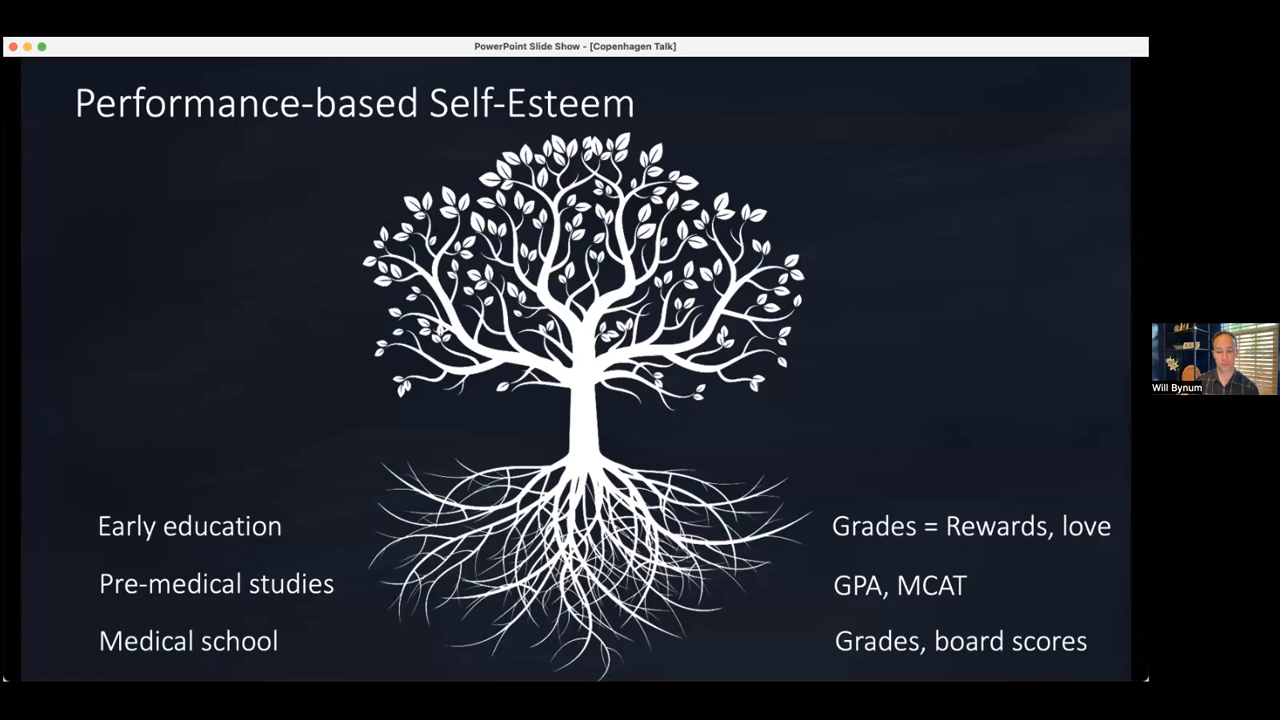 PowerPoint Slide Show - [Copenhagen Talk]
Performance-based Self-Esteem
Early education
Grades = Rewards, love
Pre-medical studies
GPA, MCAT
Medical school
Grades, board scores
Will Bynum